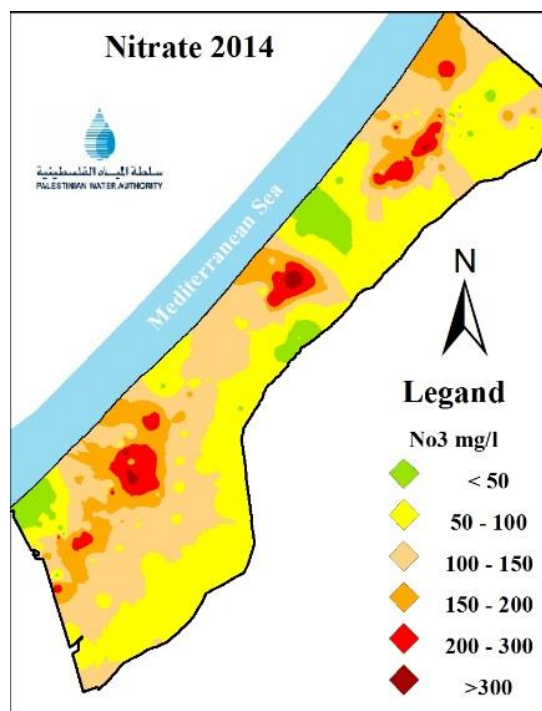 Nitrate 2014
سلطة المياه الفلسطينية
PALESTINIAN WATER AUTHORITY
Mediterranean Sea
N
Legand
No3 mg/l
< 50
50 - 100
100 - 150
150 - 200
200 - 300
>300